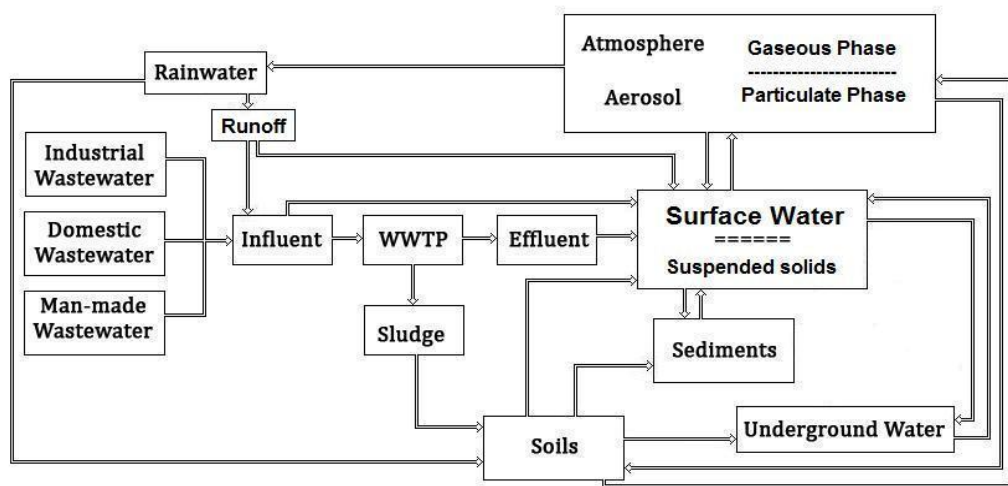 Atmosphere
Gaseous Phase
Aerosol
Particulate Phase
Rainwater
Runoff
Industrial
Wastewater
Domestic
Wastewater
Man-made
Wastewater
Influent
WWTP
Effluent
Surface Water
======
Suspended solids
Sludge
Sediments
Soils
Underground Water